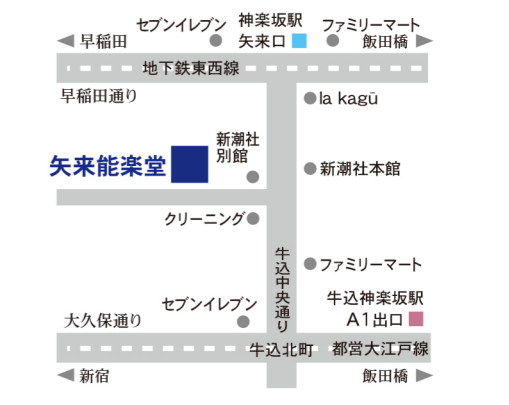 セブンイレブン
神楽坂駅
矢来口
ファミリーマート
早稲田
飯田橋
地下鉄東西線
早稲田通り
la kagū
新潮社
別館
矢来能楽堂
新潮社本館
クリーニング
牛込中央通り
ファミリーマート
セブンイレブン
牛込神楽坂駅
A1出口
大久保通り
牛込北町
都営大江戸線
新宿
飯田橋